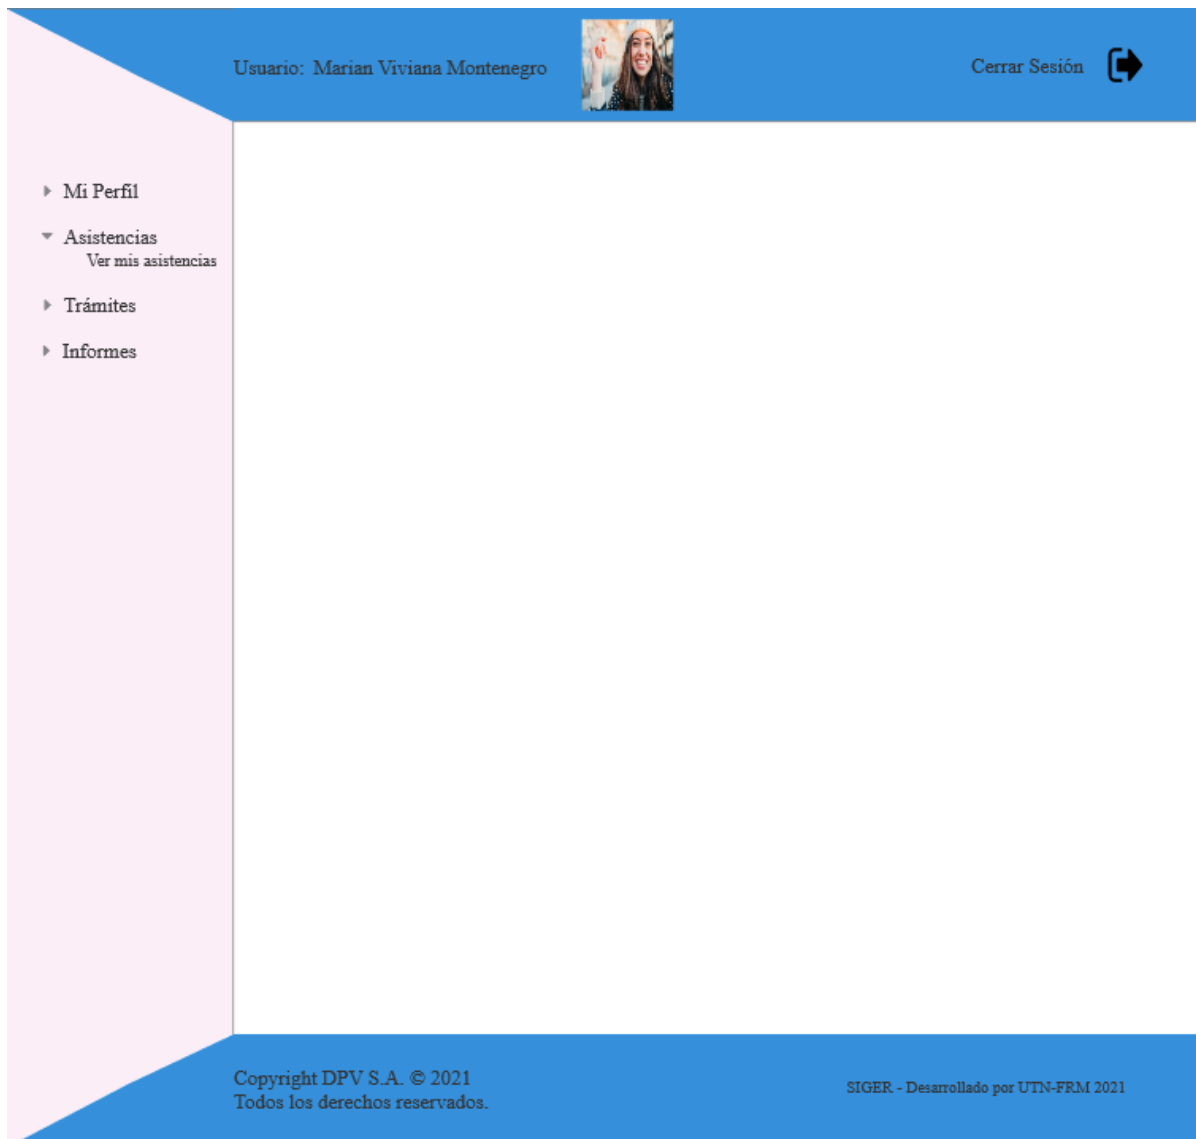 Usuario: Marian Viviana Montenegro
Cerrar Sesión
Mi Perfil
Asistencias
Ver mis asistencias
Trámites
Informes
Copyright DPV S.A. © 2021
Todos los derechos reservados.
SIGER - Desarrollado por UTN-FRM 2021